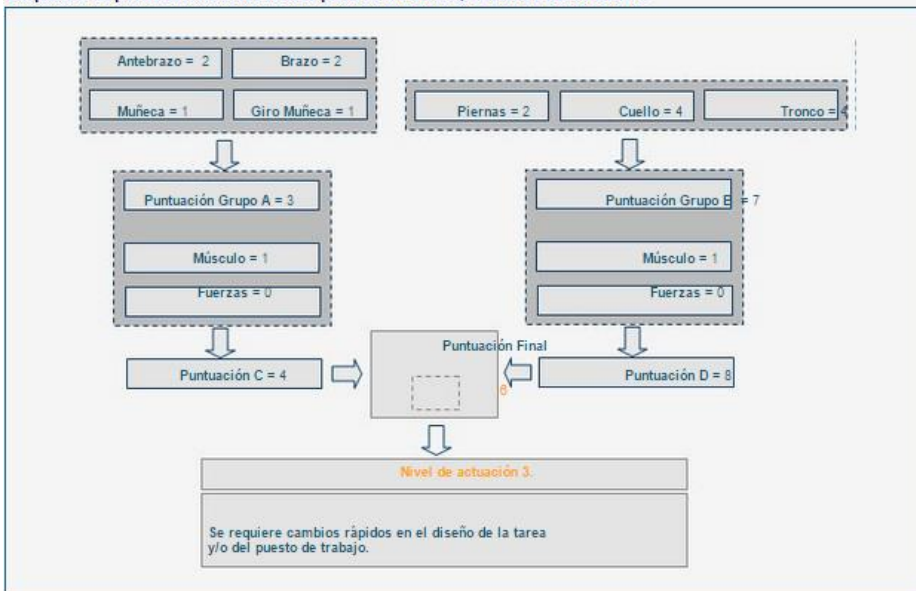 Antebrazo = 2
Brazo = 2
Muñeca = 1
Giro Muñeca = 1
Piernas = 2
Cuello = 4
Tronco = 4
Puntuación Grupo A = 3
Músculo = 1
Fuerzas = 0
Puntuación Grupo B = 7
Músculo = 1
Fuerzas = 0
Puntuación C = 4
Puntuación Final
6
Puntuación D = 8
Nivel de actuación 3.
Se requiere cambios rápidos en el diseño de la tarea
y/o del puesto de trabajo.